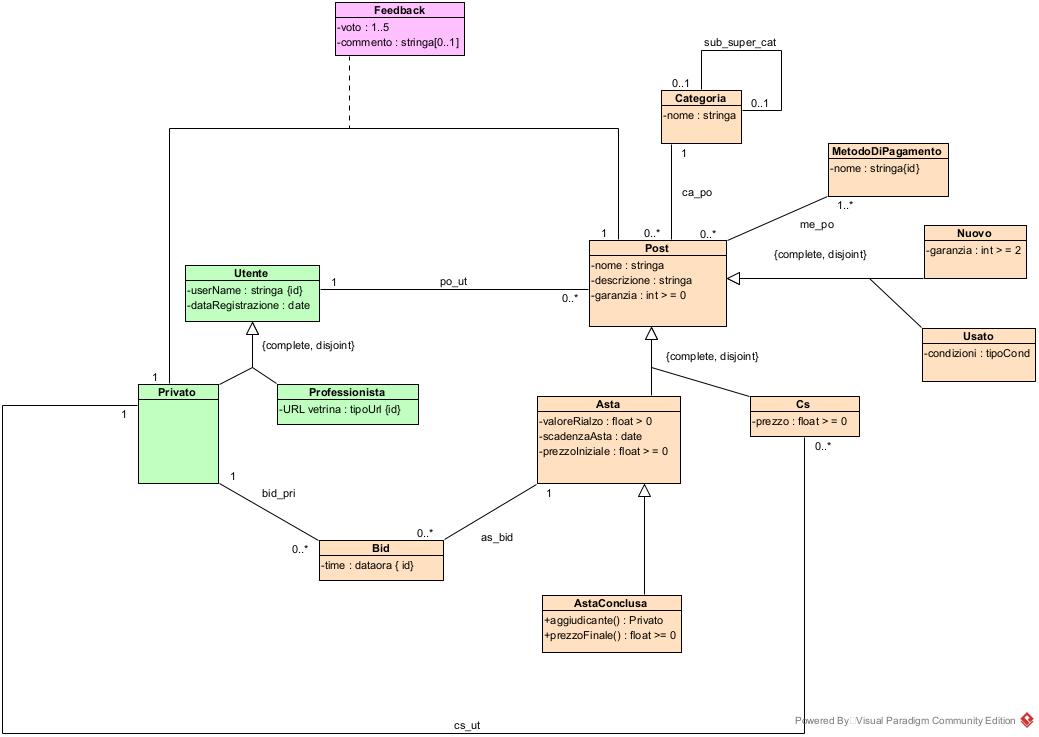 Feedback
-voto : 1..5
-commento : stringa[0..1]
sub_super_cat
0..1
0..1
Categoria
-nome : stringa
1
ca_po
MetodoDiPagamento
-nome : stringa{id}
1..*
me_po
1
0..*
0..*
Nuovo
-garanzia : int > = 2
{complete, disjoint}
Post
-nome : stringa
-descrizione : stringa
-garanzia : int > = 0
Utente
-userName : stringa {id}
-dataRegistrazione : date
1
po_ut
0..*
{complete, disjoint}
Usato
-condizioni : tipoCond
{complete, disjoint}
1
Privato
1
Professionista
-URL vetrina : tipoUrl {id}
Asta
-valoreRialzo : float > 0
-scadenzaAsta : date
-prezzoIniziale : float > = 0
Cs
-prezzo : float > = 0
0..*
1
bid_pri
0..*
1
as_bid
0..*
Bid
-time : dataora { id}
AstaConclusa
+aggiudicante() : Privato
+prezzoFinale() : float >= 0
cs_ut
Powered By Visual Paradigm Community Edition